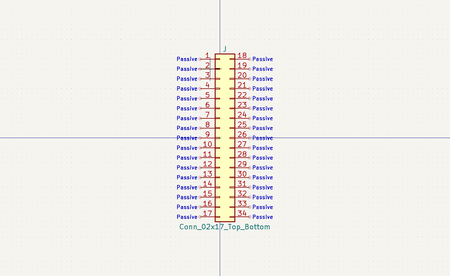 J
Passive 1 18 Passive
Passive 2 19 Passive
Passive 3 20 Passive
Passive 4 21 Passive
Passive 5 22 Passive
Passive 6 23 Passive
Passive 7 24 Passive
Passive 8 25 Passive
Passive 9 26 Passive
Passive 10 27 Passive
Passive 11 28 Passive
Passive 12 29 Passive
Passive 13 30 Passive
Passive 14 31 Passive
Passive 15 32 Passive
Passive 16 33 Passive
Passive 17 34 Passive
Conn_02x17_Top_Bottom